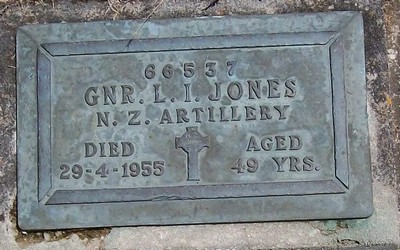 66537
GNR. L. I. JONES
N. Z. ARTILLERY
DIED AGED
29-4-1955 49 YRS.